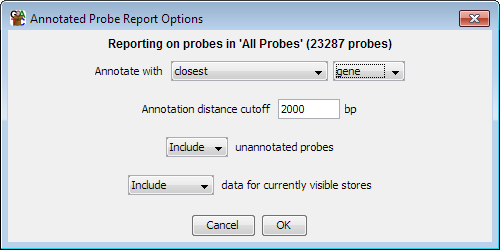 Annotated Probe Report Options
Reporting on probes in 'All Probes' (23287 probes)
Annotate with closest gene
Annotation distance cutoff 2000 bp
Include unannotated probes
Include data for currently visible stores
Cancel OK